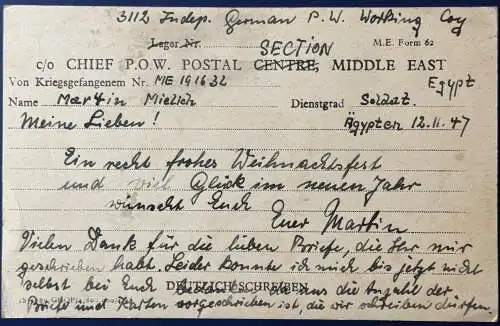 3112 Indep. German P.W. Working Coy
Lager Nr. SECTION M.E. Form 62
c/o CHIEF P.O.W. POSTAL CENTRE, MIDDLE EAST
Von Kriegsgefangenem Nr. ME 191632 Egypt
Name Martin Mielich Dienstgrad Soldat.
Meine Lieben! Ägypten 12.11.47
Ein recht frohes Weihnachtsfest
und viel Glück im neuen Jahr
wünscht Euch
Euer Martin
Vielen Dank für die lieben Briefe, die Ihr mir
geschrieben habt. Leider konnte ich mich bis jetzt nicht
DEUTLICH SCHREIBEN
selbst bei Euch da uns die Anzahl der
Briefe und Karten vorgeschrieben ist, die wir schreiben dürfen.